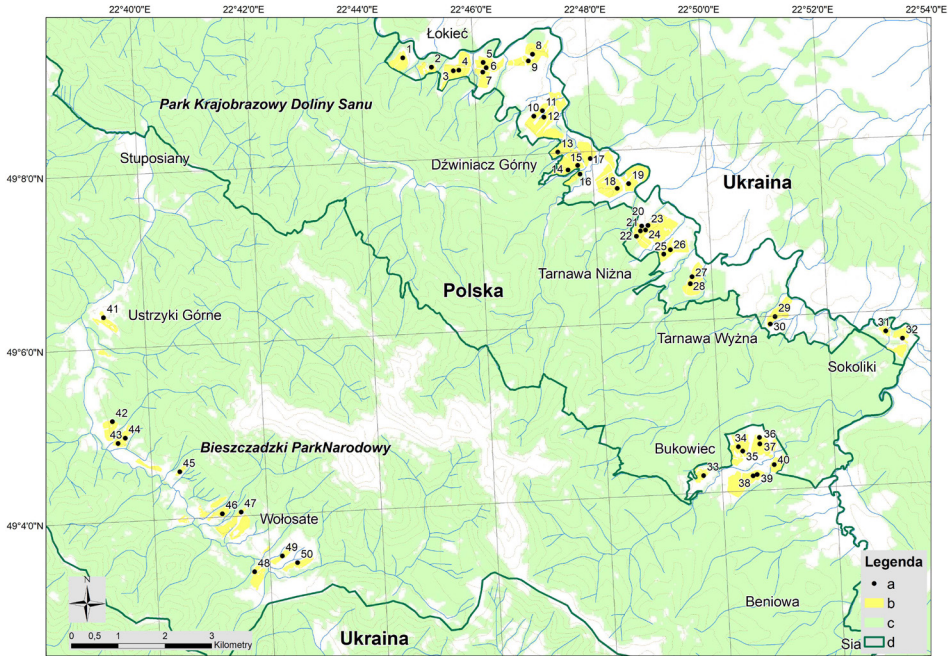 22°40'0"E 22°42'0"E 22°44'0"E 22°46'0"E 22°48'0"E 22°50'0"E 22°52'0"E 22°54'0"E
Łokieć
1 2 3 4 5 6 7 8 9
Park Krajobrazowy Doliny Sanu
10 11 12
Stuposiany
Dźwiniacz Górny
13 14 15 16 17 18 19
49°8'0"N
Ukraina
20 21 22 23 24 25 26
Tarnawa Niżna
27 28
Polska
41
Ustrzyki Górne
29 30
Tarnawa Wyżna
31 32
49°6'0"N
Sokoliki
42 43 44
Bieszczadzki ParkNarodowy
Bukowiec
33 34 35 36 37 38 39 40
45
46 47
Wołosate
49°4'0"N
48 49 50
Legenda
a
b
c
d
Beniowa
N
0 0,5 1 2 3
Kilometry
Ukraina
Sia